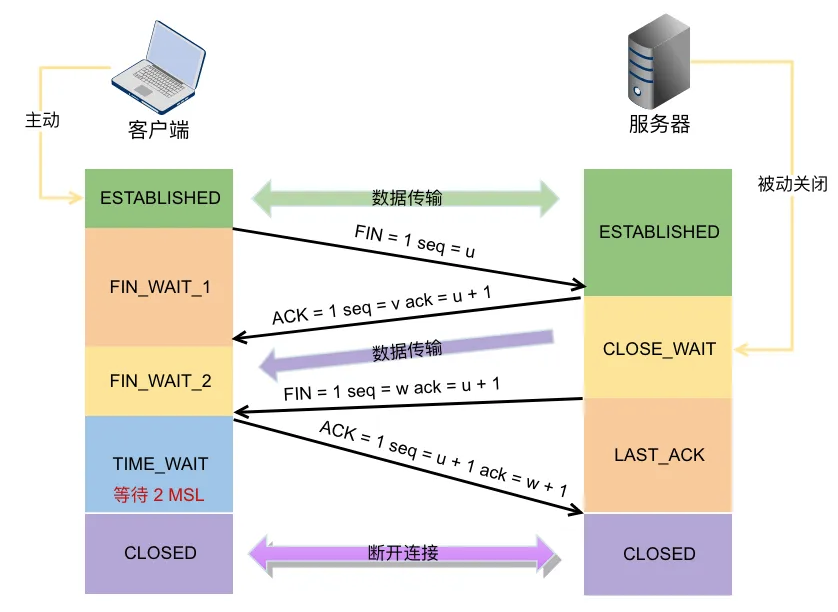 客户端
服务器
主动
被动关闭
ESTABLISHED
数据传输
ESTABLISHED
FIN = 1 seq = u
FIN_WAIT_1
ACK = 1 seq = v ack = u + 1
数据传输
CLOSE_WAIT
FIN_WAIT_2
FIN = 1 seq = w ack = u + 1
ACK = 1 seq = u + 1 ack = w + 1
LAST_ACK
TIME_WAIT
等待 2 MSL
CLOSED
断开连接
CLOSED